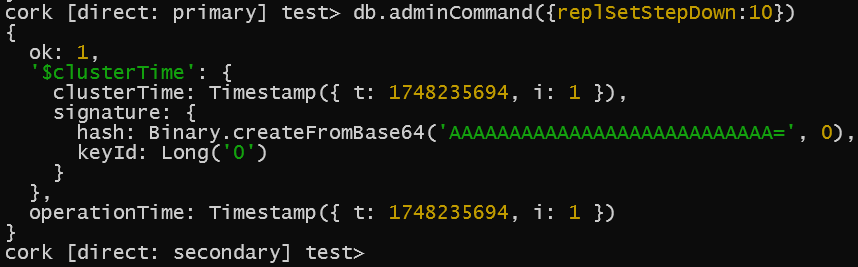 cork [direct: primary] test> db.adminCommand({replSetStepDown:10})
{
  ok: 1,
  '$clusterTime': {
    clusterTime: Timestamp({ t: 1748235694, i: 1 }),
    signature: {
      hash: Binary.createFromBase64('AAAAAAAAAAAAAAAAAAAAAAAAAAA=', 0),
      keyId: Long('0')
    }
  },
  operationTime: Timestamp({ t: 1748235694, i: 1 })
}
cork [direct: secondary] test>